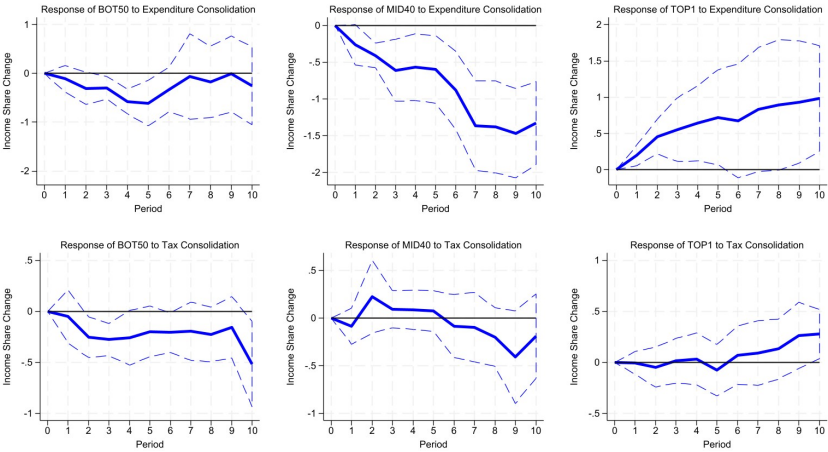 Response of BOT50 to Expenditure Consolidation
Income Share Change
1
0
-1
-2
0 1 2 3 4 5 6 7 8 9 10
Period
Response of MID40 to Expenditure Consolidation
Income Share Change
0
-.5
-1
-1.5
-2
0 1 2 3 4 5 6 7 8 9 10
Period
Response of TOP1 to Expenditure Consolidation
Income Share Change
2
1.5
1
.5
0
0 1 2 3 4 5 6 7 8 9 10
Period
Response of BOT50 to Tax Consolidation
Income Share Change
.5
0
-.5
-1
0 1 2 3 4 5 6 7 8 9 10
Period
Response of MID40 to Tax Consolidation
Income Share Change
.5
0
-.5
-1
0 1 2 3 4 5 6 7 8 9 10
Period
Response of TOP1 to Tax Consolidation
Income Share Change
1
.5
0
-.5
0 1 2 3 4 5 6 7 8 9 10
Period